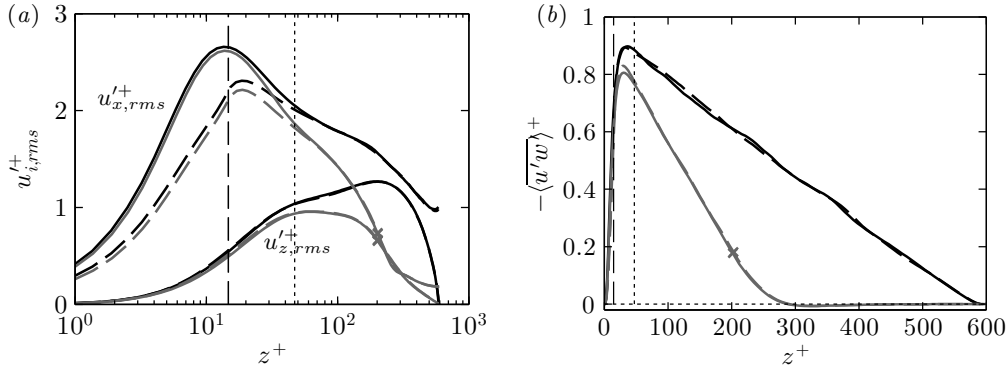 (a)
3
2
1
0
u'^+_{i,rms}
u'^+_{x,rms}
u'^+_{z,rms}
10^0 10^1 10^2 10^3
z^+
(b)
1
0.8
0.6
0.4
0.2
0
-⟨\overline{u'w'}⟩^+
0 100 200 300 400 500 600
z^+